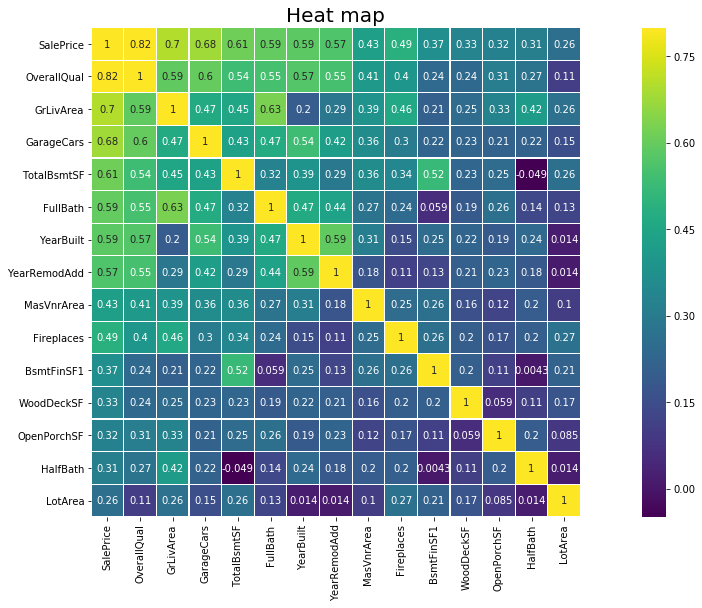 Heat map
SalePrice 1 0.82 0.7 0.68 0.61 0.59 0.59 0.57 0.43 0.49 0.37 0.33 0.32 0.31 0.26
OverallQual 0.82 1 0.59 0.6 0.54 0.55 0.57 0.55 0.41 0.4 0.24 0.24 0.31 0.27 0.11
GrLivArea 0.7 0.59 1 0.47 0.45 0.63 0.2 0.29 0.39 0.46 0.21 0.25 0.33 0.42 0.26
GarageCars 0.68 0.6 0.47 1 0.43 0.47 0.54 0.42 0.36 0.3 0.22 0.23 0.21 0.22 0.15
TotalBsmtSF 0.61 0.54 0.45 0.43 1 0.32 0.39 0.29 0.36 0.34 0.52 0.23 0.25 -0.049 0.26
FullBath 0.59 0.55 0.63 0.47 0.32 1 0.47 0.44 0.27 0.24 0.059 0.19 0.26 0.14 0.13
YearBuilt 0.59 0.57 0.2 0.54 0.39 0.47 1 0.59 0.31 0.15 0.25 0.22 0.19 0.24 0.014
YearRemodAdd 0.57 0.55 0.29 0.42 0.29 0.44 0.59 1 0.18 0.11 0.13 0.21 0.23 0.18 0.014
MasVnrArea 0.43 0.41 0.39 0.36 0.36 0.27 0.31 0.18 1 0.25 0.26 0.16 0.12 0.2 0.1
Fireplaces 0.49 0.4 0.46 0.3 0.34 0.24 0.15 0.11 0.25 1 0.26 0.2 0.17 0.2 0.27
BsmtFinSF1 0.37 0.24 0.21 0.22 0.52 0.059 0.25 0.13 0.26 0.26 1 0.2 0.11 0.0043 0.21
WoodDeckSF 0.33 0.24 0.25 0.23 0.23 0.19 0.22 0.21 0.16 0.2 0.2 1 0.059 0.11 0.17
OpenPorchSF 0.32 0.31 0.33 0.21 0.25 0.26 0.19 0.23 0.12 0.17 0.11 0.059 1 0.2 0.085
HalfBath 0.31 0.27 0.42 0.22 -0.049 0.14 0.24 0.18 0.2 0.2 0.0043 0.11 0.2 1 0.014
LotArea 0.26 0.11 0.26 0.15 0.26 0.13 0.014 0.014 0.1 0.27 0.21 0.17 0.085 0.014 1
SalePrice
OverallQual
GrLivArea
GarageCars
TotalBsmtSF
FullBath
YearBuilt
YearRemodAdd
MasVnrArea
Fireplaces
BsmtFinSF1
WoodDeckSF
OpenPorchSF
HalfBath
LotArea
0.75
0.60
0.45
0.30
0.15
0.00